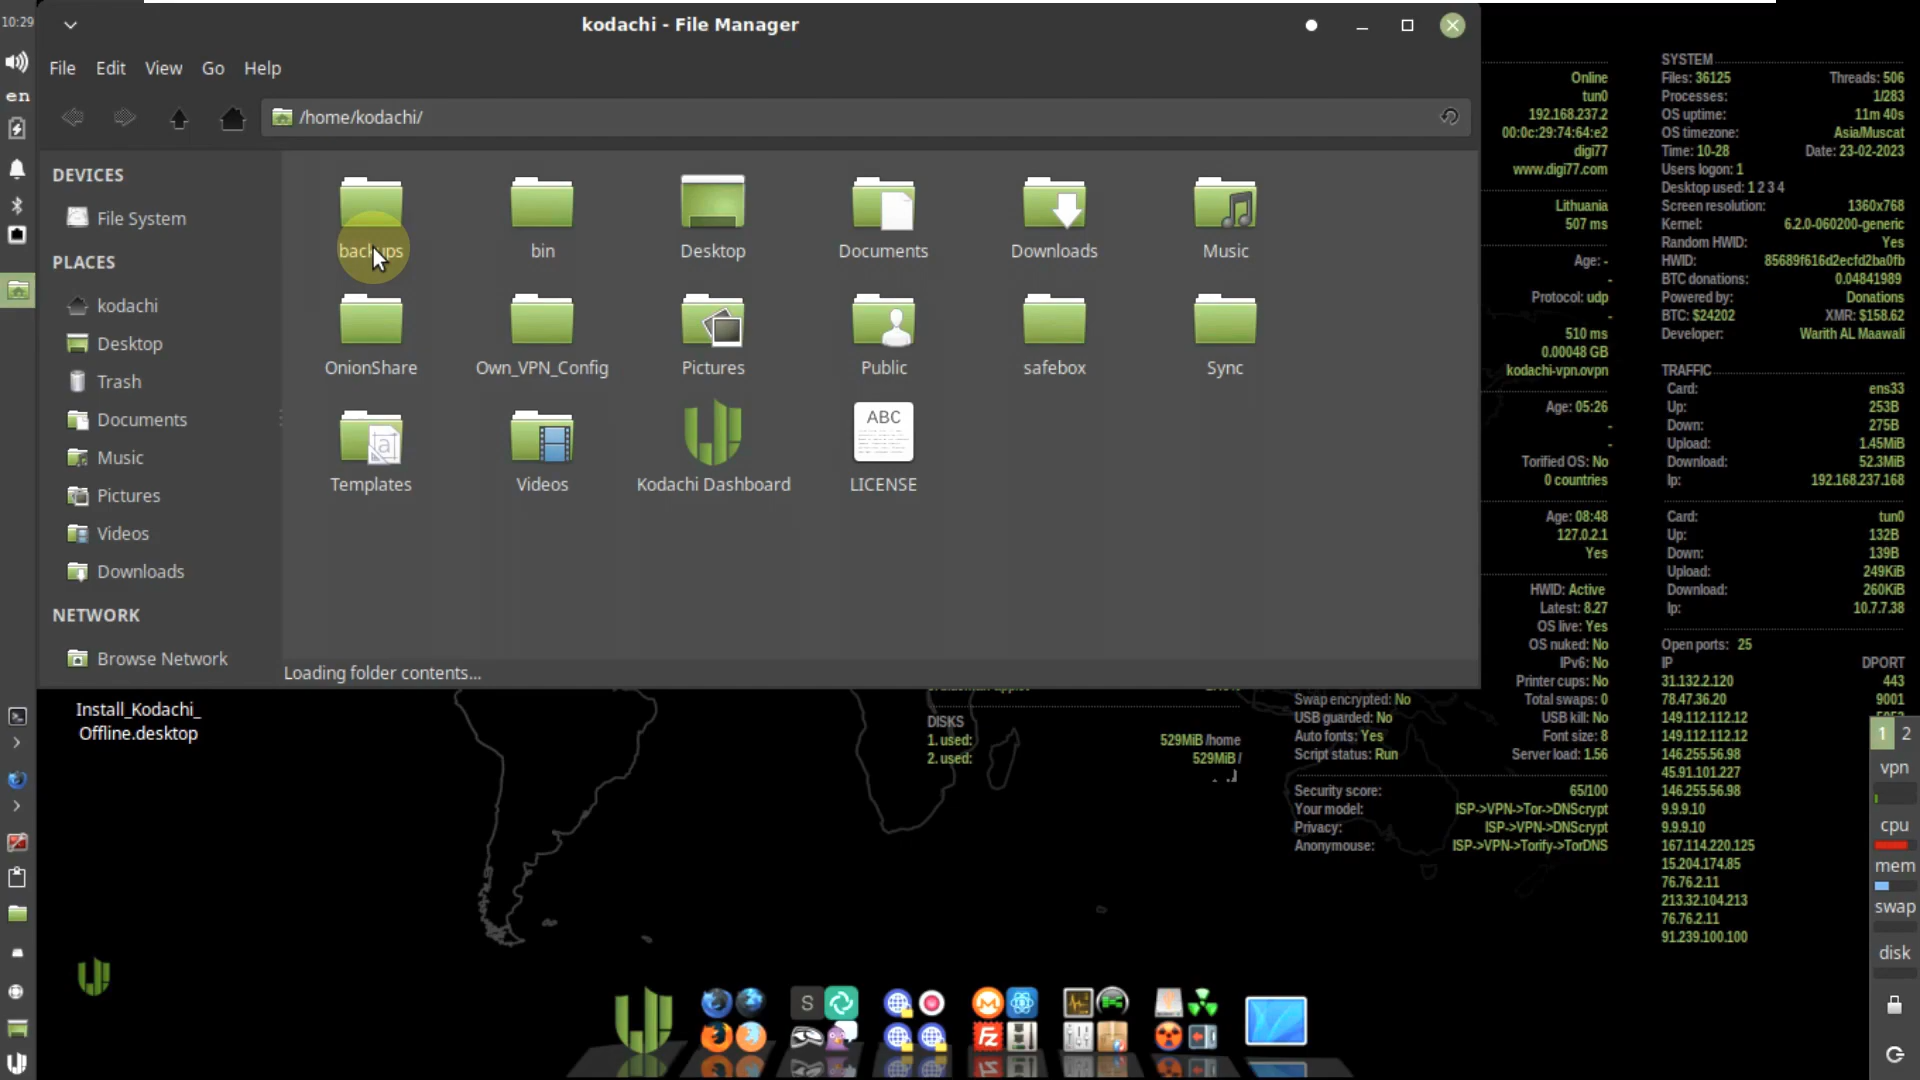 10:29
kodachi - File Manager
File Edit View Go Help
en
/home/kodachi/
DEVICES
File System
PLACES
kodachi
Desktop
Trash
Documents
Music
Pictures
Videos
Downloads
NETWORK
Browse Network
backups bin Desktop Documents Downloads Music
OnionShare Own_VPN_Config Pictures Public safebox Sync
Templates Videos Kodachi Dashboard LICENSE
ABC
Loading folder contents...
Install_Kodachi_
Offline.desktop
DISKS
1. used: 529MiB /home
2. used: 529MiB /
Online
tun0
192.168.237.2
00:0c:29:74:64:e2
digi77
www.digi77.com
Lithuania
507 ms
Age: -
-
Protocol: udp
-
510 ms
0.00048 GB
kodachi-vpn.ovpn
Age: 05:26
-
-
Torified OS: No
0 countries
Age: 08:48
127.0.2.1
Yes
HWID: Active
Latest: 8.27
OS live: Yes
OS nuked: No
IPv6: No
Printer cups: No
Swap encrypted: No Total swaps: 0
USB guarded: No USB kill: No
Auto fonts: Yes Font size: 8
Script status: Run Server load: 1.56
Security score: 65/100
Your model: ISP->VPN->Tor->DNScrypt
Privacy: ISP->VPN->DNScrypt
Anonymouse: ISP->VPN->Torify->TorDNS
SYSTEM
Files: 36125 Threads: 506
Processes: 1/283
OS uptime: 11m 40s
OS timezone: Asia/Muscat
Time: 10-28 Date: 23-02-2023
Users logon: 1
Desktop used: 1 2 3 4
Screen resolution: 1360x768
Kernel: 6.2.0-060200-generic
Random HWID: Yes
HWID: 85689f616d2ecfd2ba0fb
BTC donations: 0.04841989
Powered by: Donations
BTC: $24202 XMR: $158.62
Developer: Warith AL Maawali
TRAFFIC
Card: ens33
Up: 253B
Down: 275B
Upload: 1.45MiB
Download: 52.3MiB
Ip: 192.168.237.168
Card: tun0
Up: 132B
Down: 139B
Upload: 249KiB
Download: 260KiB
Ip: 10.7.7.38
Open ports: 25
IP DPORT
31.132.2.120 443
78.47.36.20 9001
149.112.112.12
149.112.112.12
146.255.56.98
45.91.101.227
146.255.56.98
9.9.9.10
9.9.9.10
167.114.220.125
15.204.174.85
76.76.2.11
213.32.104.213
76.76.2.11
91.239.100.100
1 2
vpn
cpu
mem
swap
disk
S